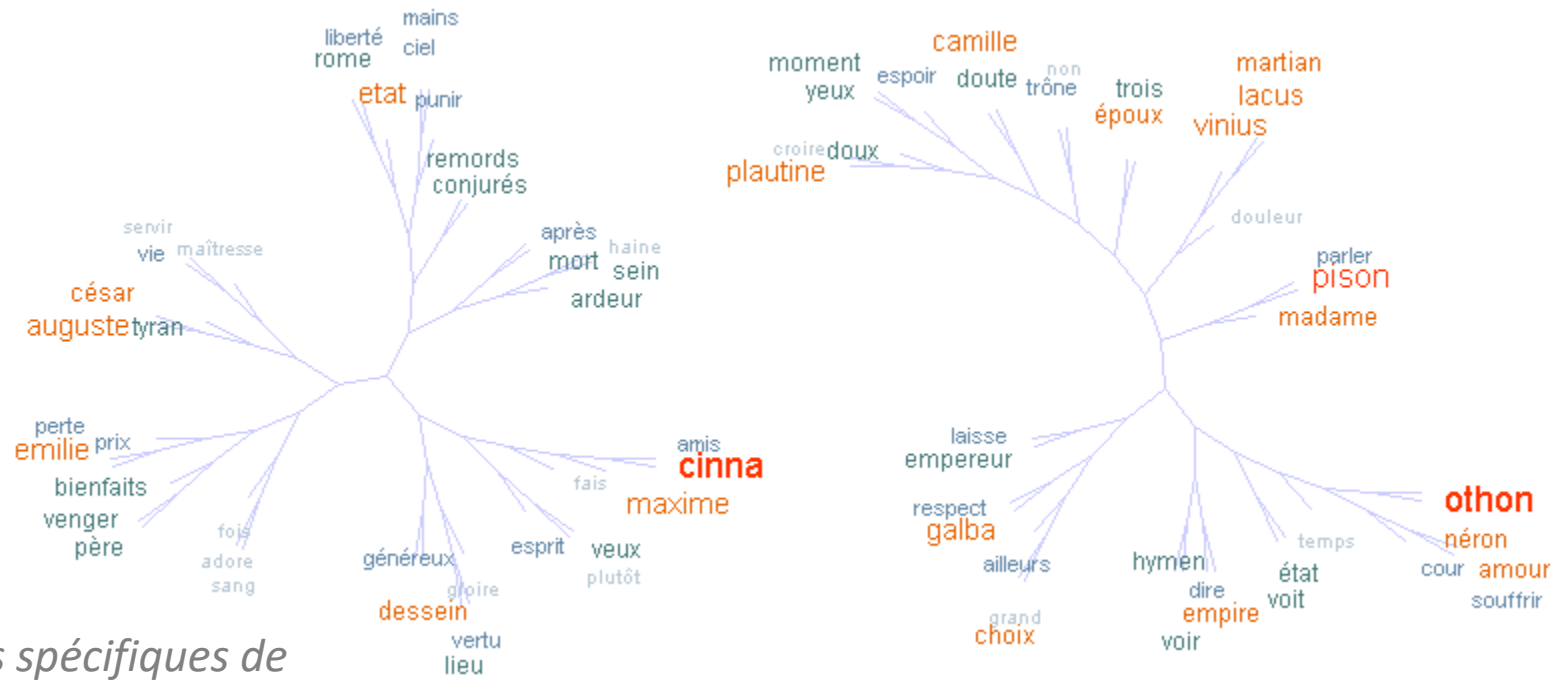 mains
liberté
ciel
rome
etat punir
remords
conjurés
servir
vie maîtresse
après haine
mort sein
ardeur
césar
auguste tyran
perte
emilie prix
bienfaits
venger
père
fois
adore
sang
généreux
gloire
dessein
vertu
lieu
esprit veux
plutôt
amis
cinna
fais
maxime
s spécifiques de
camille
moment
yeux
espoir doute
non
trône
trois
époux
martian
lacus
vinius
croire doux
plautine
douleur
parler
pison
madame
laisse
empereur
respect
galba
ailleurs
grand
choix
hymen
dire
empire
voir
temps
état
voit
othon
néron
cour amour
souffrir